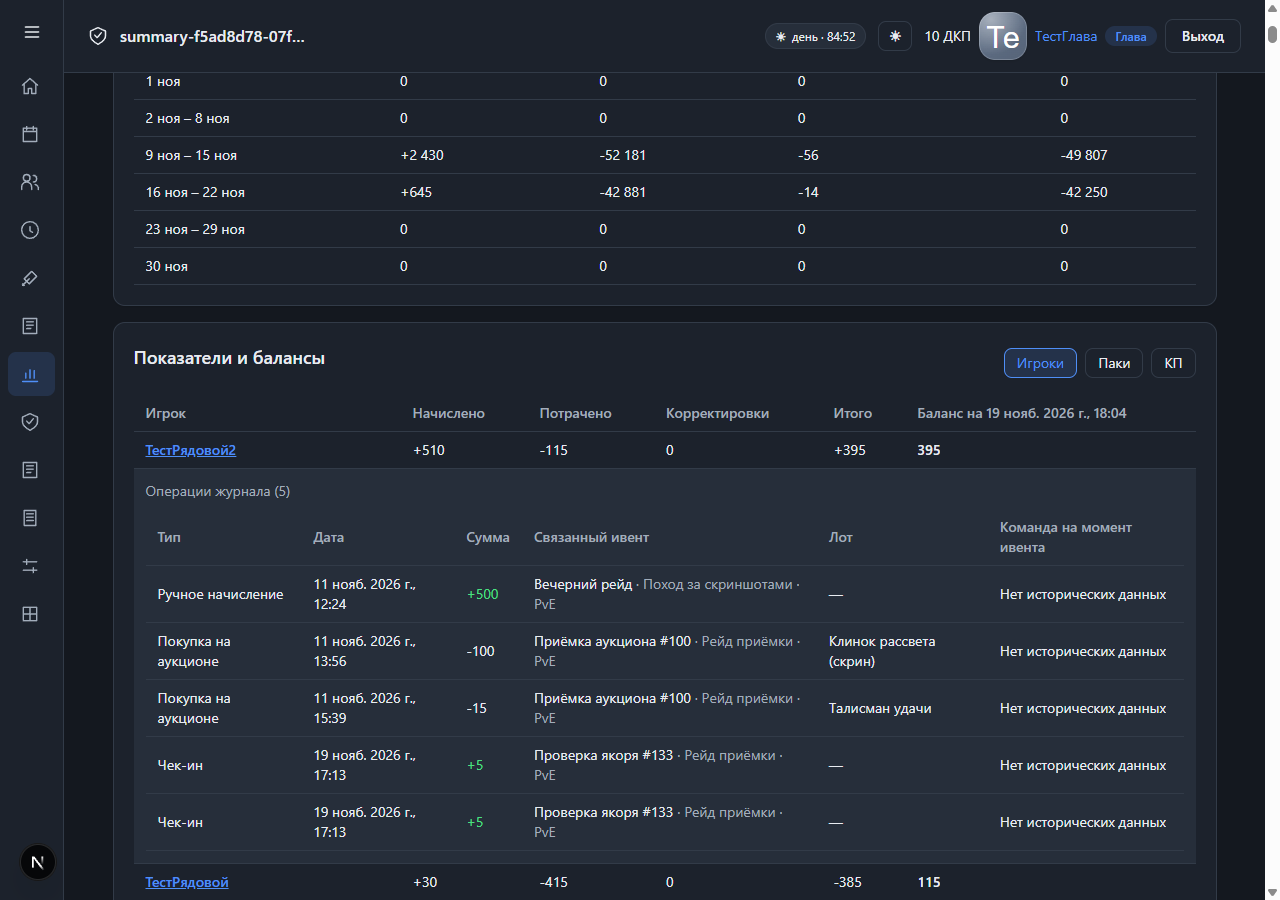 summary-f5ad8d78-07f...
день · 84:52
10 ДКП
Te
ТестГлава
Глава
Выход
1 ноя 0 0 0 0
2 ноя – 8 ноя 0 0 0 0
9 ноя – 15 ноя +2 430 -52 181 -56 -49 807
16 ноя – 22 ноя +645 -42 881 -14 -42 250
23 ноя – 29 ноя 0 0 0 0
30 ноя 0 0 0 0
Показатели и балансы
Игроки Паки КП
Игрок Начислено Потрачено Корректировки Итого Баланс на 19 нояб. 2026 г., 18:04
ТестРядовой2 +510 -115 0 +395 395
Операции журнала (5)
Тип Дата Сумма Связанный ивент Лот Команда на момент
ивента
Ручное начисление 11 нояб. 2026 г., +500 Вечерний рейд · Поход за скриншотами · — Нет исторических данных
12:24 PvE
Покупка на 11 нояб. 2026 г., -100 Приёмка аукциона #100 · Рейд приёмки · Клинок рассвета Нет исторических данных
аукционе 13:56 PvE (скрин)
Покупка на 11 нояб. 2026 г., -15 Приёмка аукциона #100 · Рейд приёмки · Талисман удачи Нет исторических данных
аукционе 15:39 PvE
Чек-ин 19 нояб. 2026 г., +5 Проверка якоря #133 · Рейд приёмки · — Нет исторических данных
17:13 PvE
Чек-ин 19 нояб. 2026 г., +5 Проверка якоря #133 · Рейд приёмки · — Нет исторических данных
17:13 PvE
N
ТестРядовой +30 -415 0 -385 115